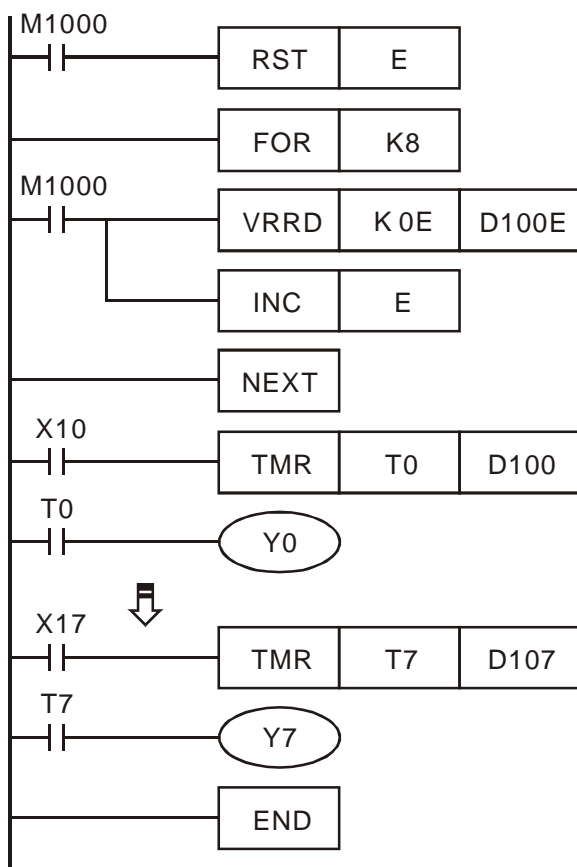 M1000
RST E
FOR K8
M1000
VRRD K 0E D100E
INC E
NEXT
X10
TMR T0 D100
T0
Y0
X17
TMR T7 D107
T7
Y7
END